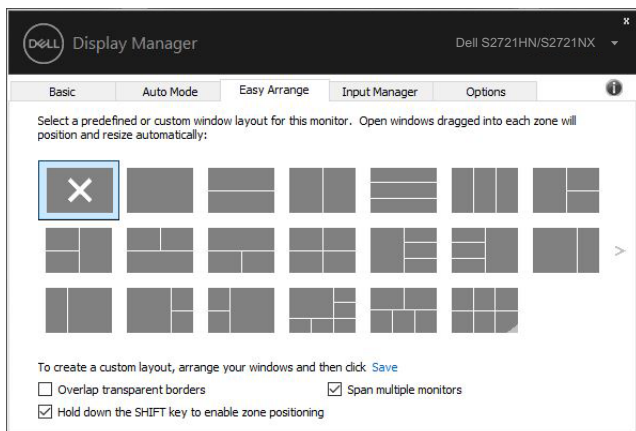 x
DELL Display Manager Dell S2721HN/S2721NX
Basic Auto Mode Easy Arrange Input Manager Options
Select a predefined or custom window layout for this monitor. Open windows dragged into each zone will
position and resize automatically:
To create a custom layout, arrange your windows and then click Save
Overlap transparent borders Span multiple monitors
Hold down the SHIFT key to enable zone positioning